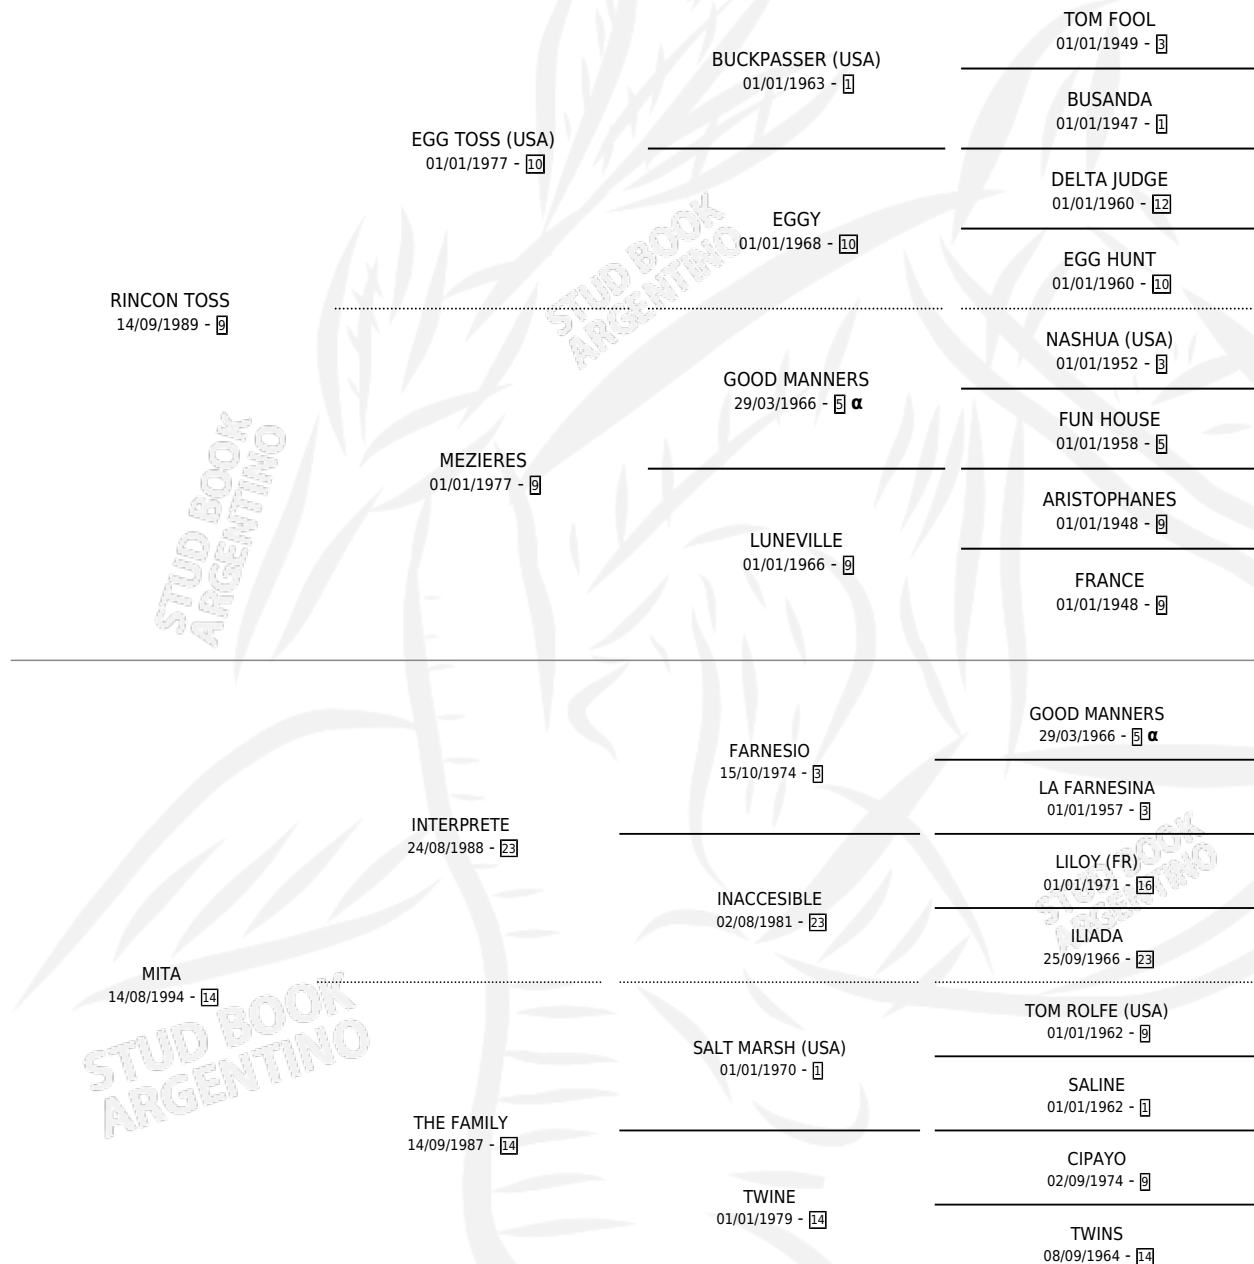 TOM FOOL
01/01/1949 - 3
BUCKPASSER (USA)
01/01/1963 - 1
BUSANDA
01/01/1947 - 1
EGG TOSS (USA)
01/01/1977 - 10
DELTA JUDGE
01/01/1960 - 12
EGGY
01/01/1968 - 10
EGG HUNT
01/01/1960 - 10
RINCON TOSS
14/09/1989 - 9
NASHUA (USA)
01/01/1952 - 3
GOOD MANNERS
29/03/1966 - 5 α
FUN HOUSE
01/01/1958 - 5
MEZIERES
01/01/1977 - 9
ARISTOPHANES
01/01/1948 - 9
LUNEVILLE
01/01/1966 - 9
FRANCE
01/01/1948 - 9
GOOD MANNERS
29/03/1966 - 5 α
FARNESIO
15/10/1974 - 3
LA FARNESINA
01/01/1957 - 3
INTERPRETE
24/08/1988 - 23
LILOY (FR)
01/01/1971 - 16
INACCESIBLE
02/08/1981 - 23
ILIADA
25/09/1966 - 23
MITA
14/08/1994 - 14
TOM ROLFE (USA)
01/01/1962 - 9
SALT MARSH (USA)
01/01/1970 - 1
SALINE
01/01/1962 - 1
THE FAMILY
14/09/1987 - 14
CIPAYO
02/09/1974 - 9
TWINE
01/01/1979 - 14
TWINS
08/09/1964 - 14
STUD BOOK
ARGENTINO
STUD BOOK
ARGENTINO
STUD BOOK
ARGENTINO
STUD BOOK
ARGENTINO